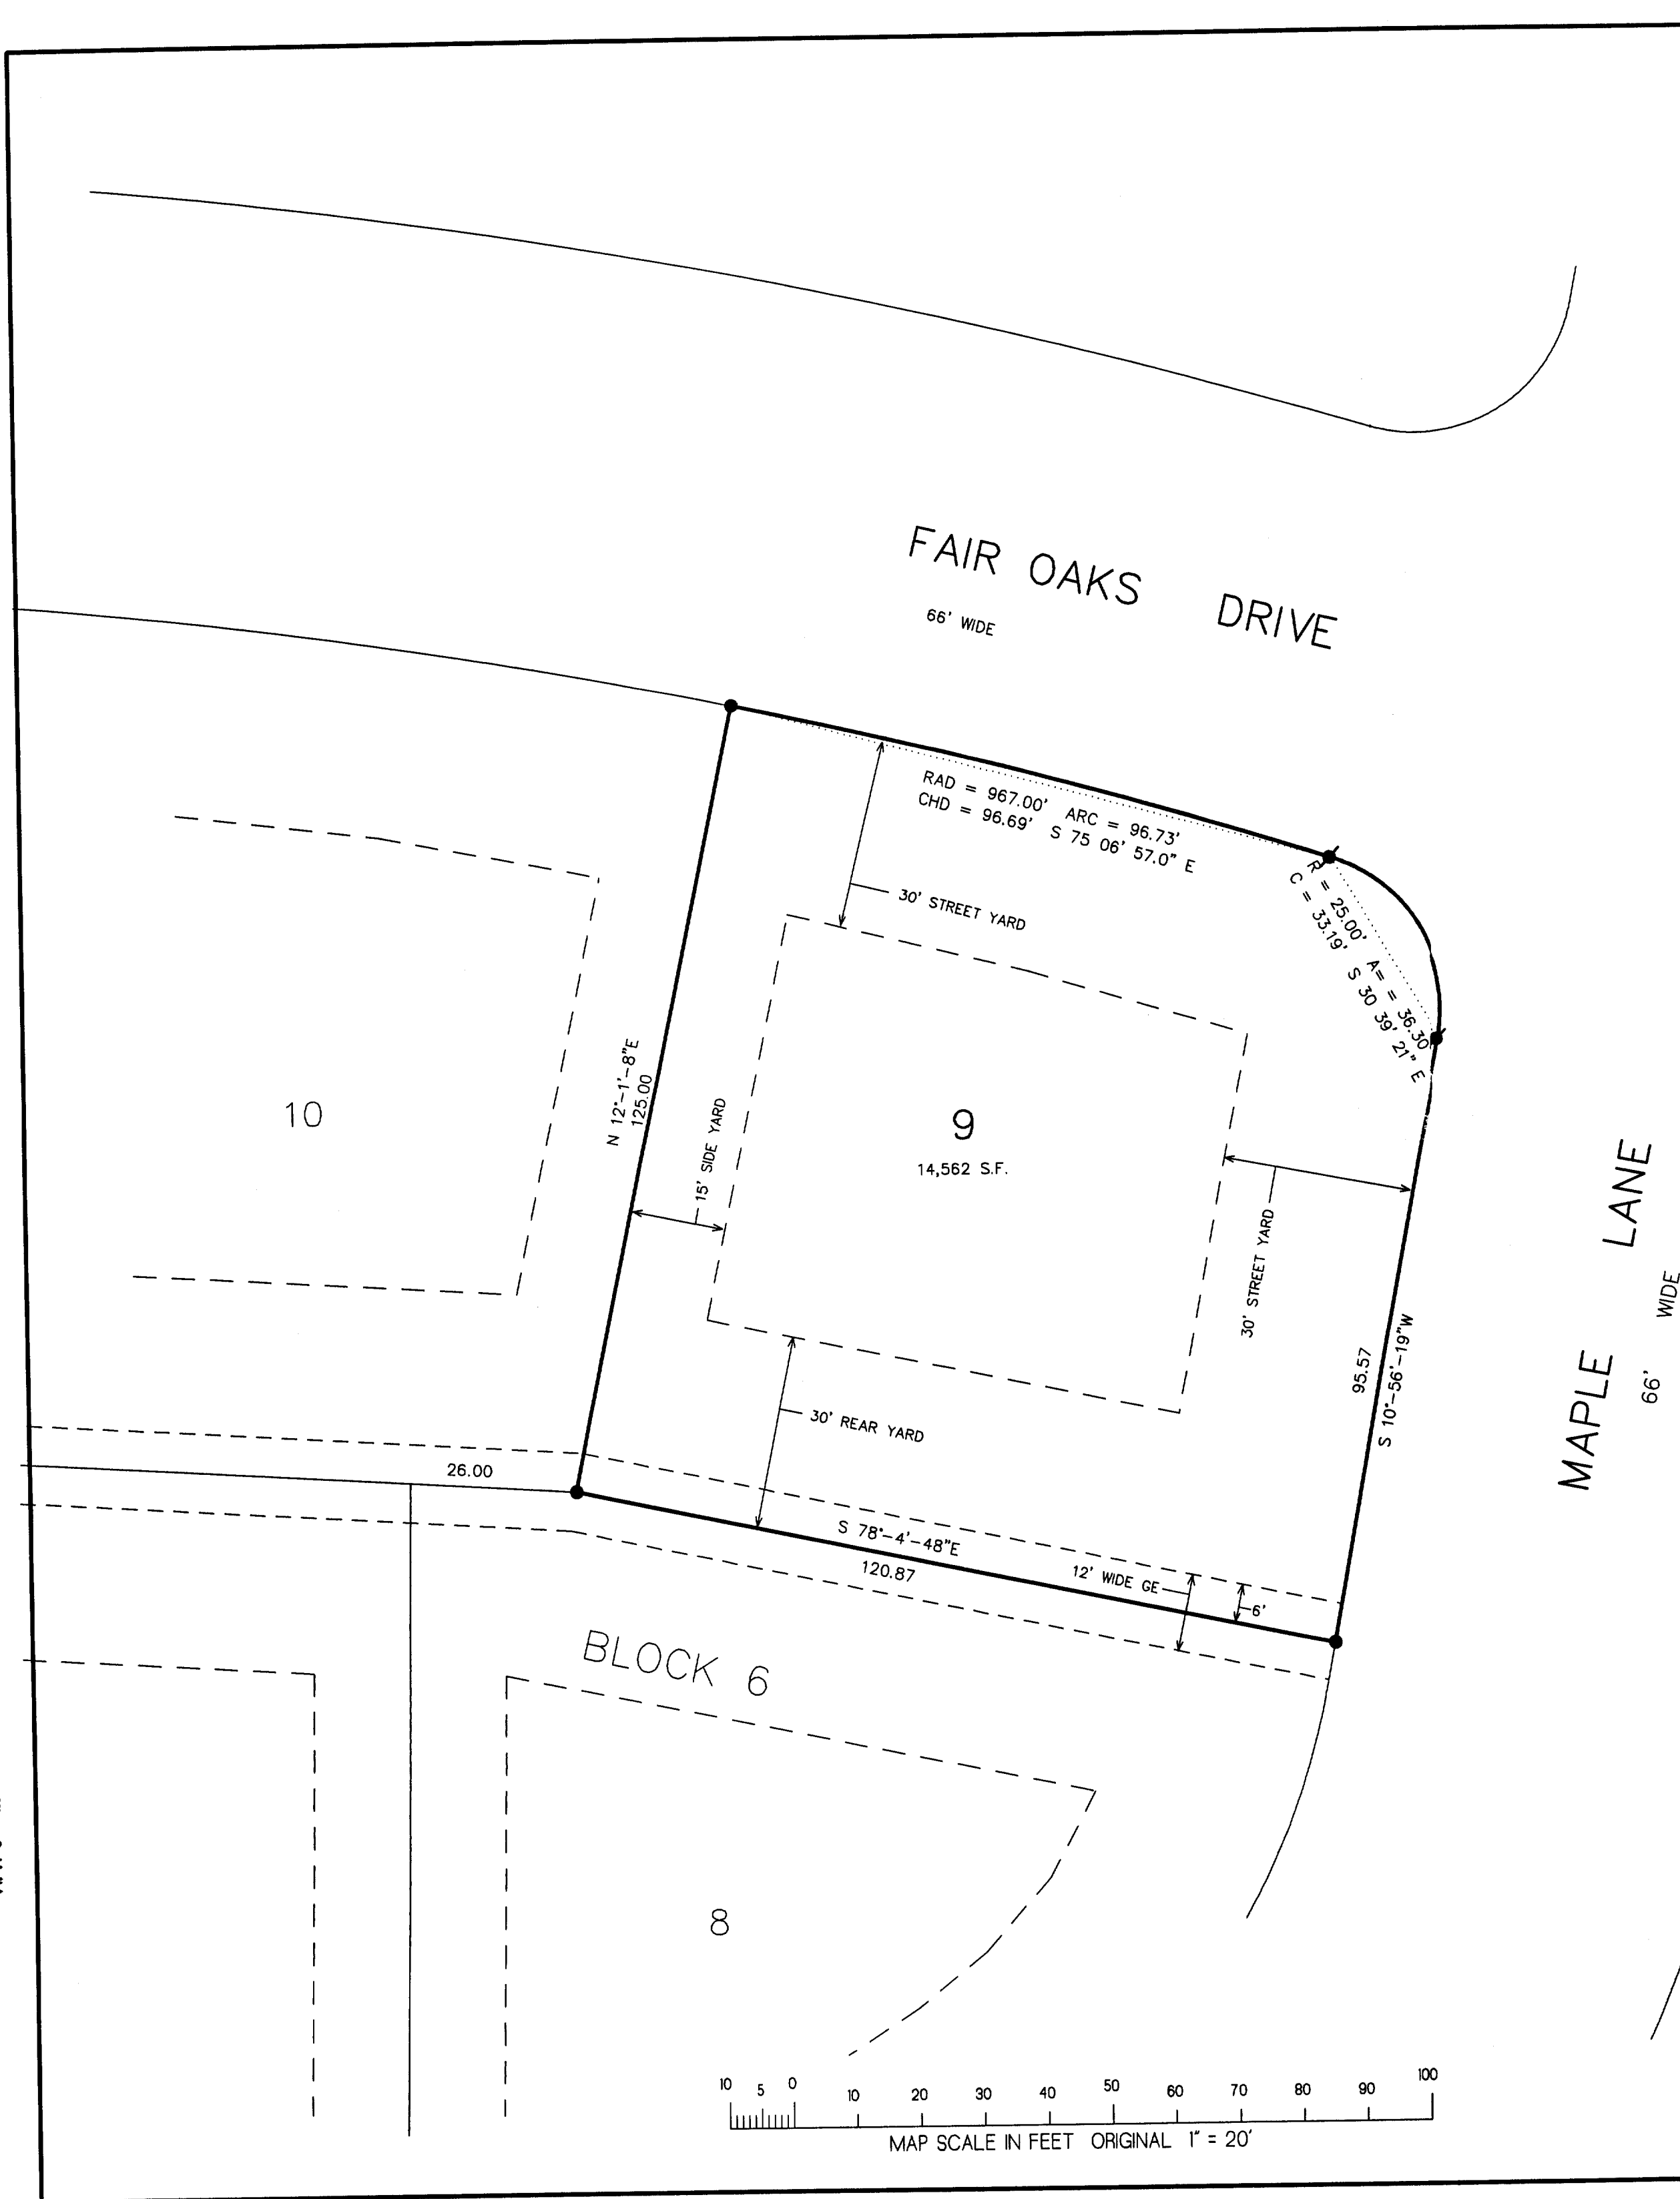 FAIR OAKS DRIVE
66' WIDE
RAD = 967.00' ARC = 96.73'
CHD = 96.69' S 75 06' 57.0" E
R = 25.00' A= = 36.30
C = 33.19' S 30 39' 21" E
30' STREET YARD
N 12°-1'-8"E
125.00
15' SIDE YARD
10
9
14,562 S.F.
30' STREET YARD
MAPLE LANE
66' WIDE
95.57
S 10°-56'-19"W
30' REAR YARD
26.00
S 78°-4'-48"E
120.87
12' WIDE GE
6'
BLOCK 6
8
10 5 0 10 20 30 40 50 60 70 80 90 100
MAP SCALE IN FEET ORIGINAL 1" = 20'